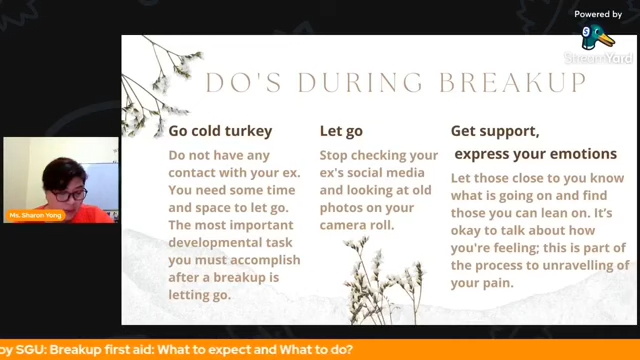 Powered by
StreamYard
DO'S DURING BREAKUP
Go cold turkey
Do not have any
contact with your ex.
You need some time
and space to let go.
The most important
developmental task
you must accomplish
after a breakup is
letting go.
Let go
Stop checking your
ex's social media
and looking at old
photos on your
camera roll.
Get support,
express your emotions
Let those close to you know
what is going on and find
those you can lean on. It's
okay to talk about how
you're feeling; this is part of
the process to unravelling of
your pain.
Ms. Sharon Yong
by SGU: Breakup first aid: What to expect and What to do?